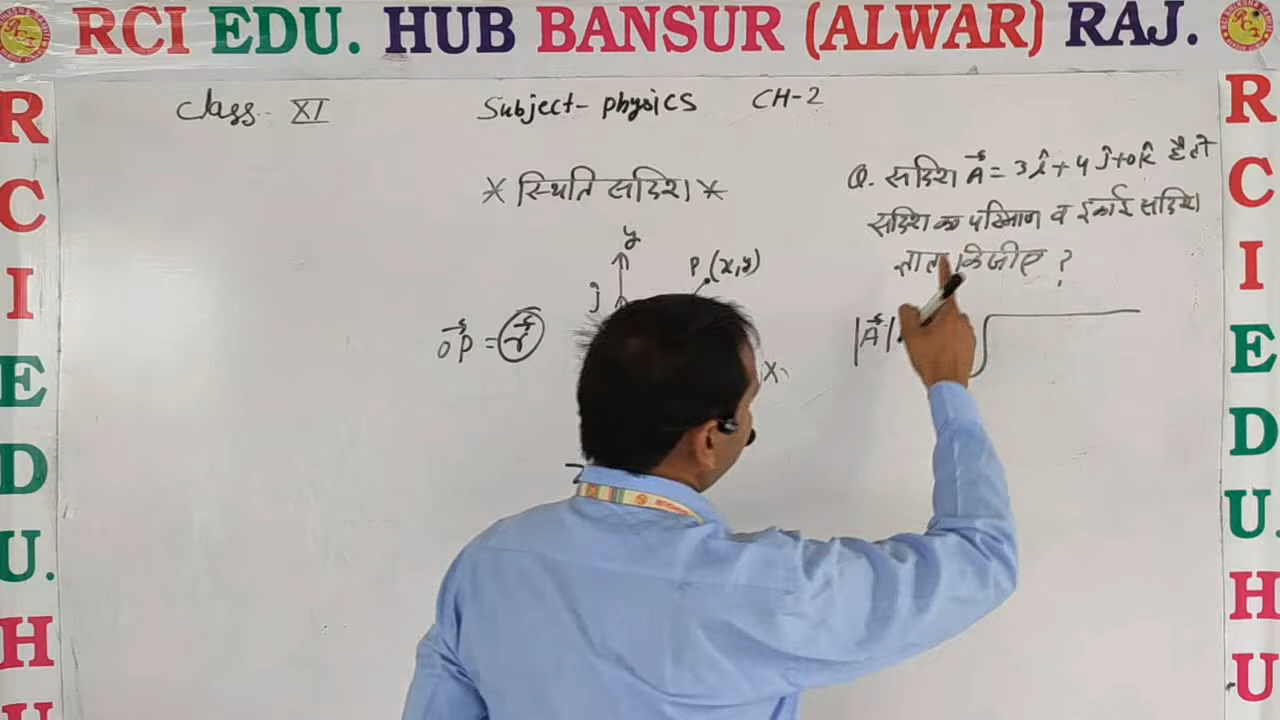 RCI EDU. HUB BANSUR (ALWAR) RAJ.
Class - XI Subject - physics CH-2
* स्थिति सदिश *
Q. सदिश A⃗ = 3î + 4ĵ + 0k̂ है तो
सदिश का परिमाण व इकाई सदिश
ज्ञात कीजीए ?
y
P (x,y)
j
OP⃗ = r⃗
X
|A⃗|
R
C
I
E
D
U.
H
U
R
C
I
E
D
U.
H
U